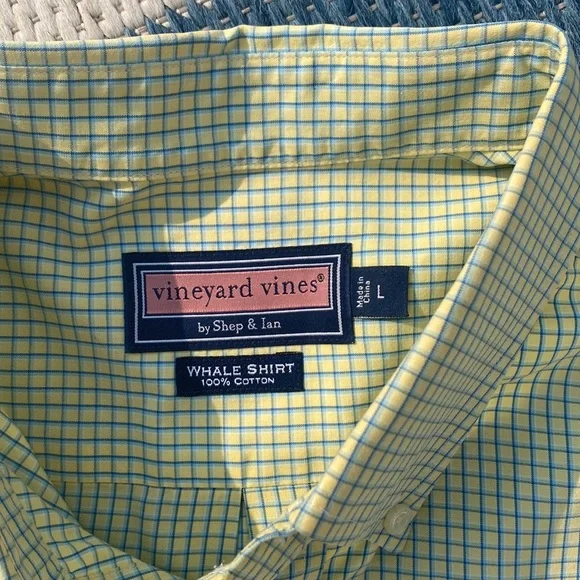 vineyard vines®
by Shep & Ian
L
Made in
China
WHALE SHIRT
100% COTTON